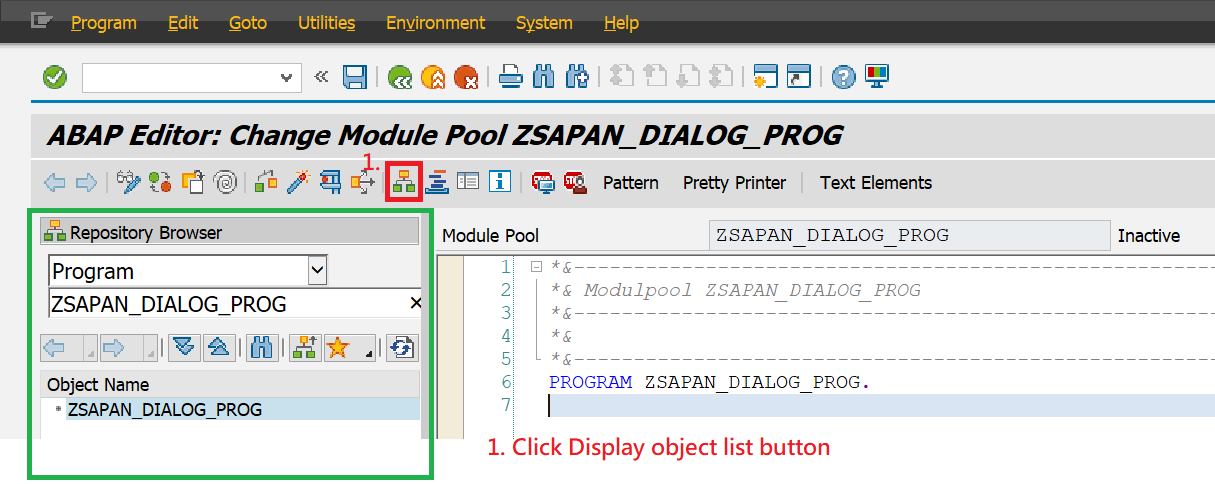 Program Edit Goto Utilities Environment System Help
ABAP Editor: Change Module Pool ZSAPAN_DIALOG_PROG
1.
Pattern Pretty Printer Text Elements
Repository Browser
Program
ZSAPAN_DIALOG_PROG
Object Name
ZSAPAN_DIALOG_PROG
Module Pool ZSAPAN_DIALOG_PROG Inactive
1 *&---------------------------------------------------------
2 *& Modulpool ZSAPAN_DIALOG_PROG
3 *&---------------------------------------------------------
4 *&
5 *&---------------------------------------------------------
6 PROGRAM ZSAPAN_DIALOG_PROG.
7
1. Click Display object list button